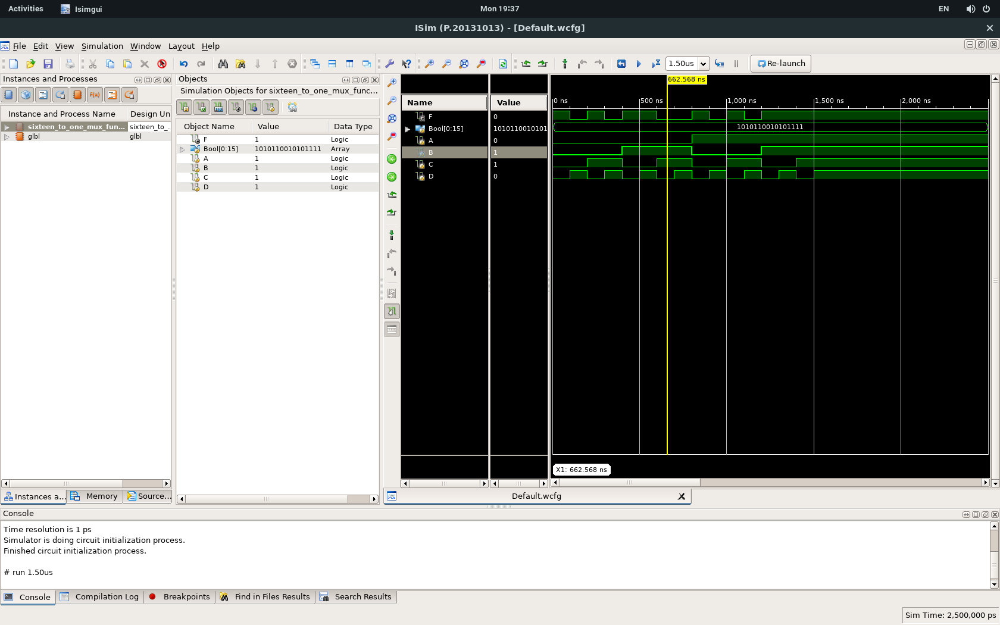 Activities Isimgui Mon 19:37 EN
ISim (P.20131013) - [Default.wcfg]
File Edit View Simulation Window Layout Help
1.50us Re-launch
Instances and Processes
Instance and Process Name Design Un
sixteen_to_one_mux_fun... sixteen_to_...
glbl glbl
Instances a... Memory Source...
Objects
Simulation Objects for sixteen_to_one_mux_func...
Object Name Value Data Type
F 1 Logic
Bool[0:15] 1010110010101111 Array
A 1 Logic
B 1 Logic
C 1 Logic
D 1 Logic
662.568 ns
Name Value
0 ns 500 ns 1,000 ns 1,500 ns 2,000 ns
F 0
Bool[0:15] 1010110010101 1010110010101111
A 0
B 1
C 1
D 0
X1: 662.568 ns
Default.wcfg
Console
Time resolution is 1 ps
Simulator is doing circuit initialization process.
Finished circuit initialization process.
# run 1.50us
Console Compilation Log Breakpoints Find in Files Results Search Results
Sim Time: 2,500,000 ps